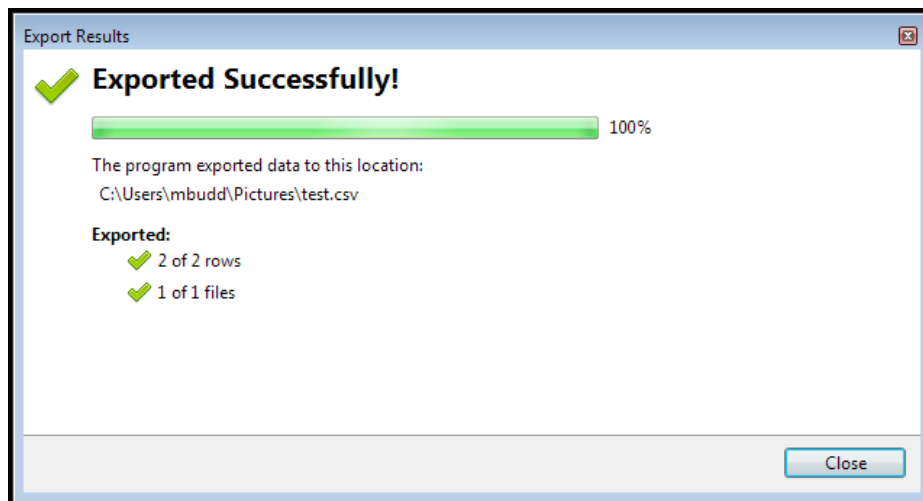 Export Results
Exported Successfully!
100%
The program exported data to this location:
C:\Users\mbudd\Pictures\test.csv
Exported:
2 of 2 rows
1 of 1 files
Close